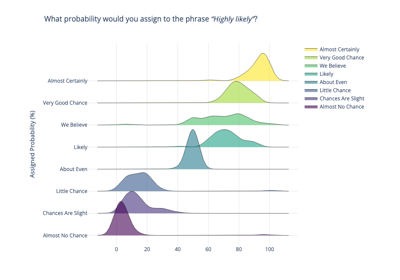 What probability would you assign to the phrase “Highly likely”?
Almost Certainly
Very Good Chance
We Believe
Likely
About Even
Little Chance
Chances Are Slight
Almost No Chance
Assigned Probability (%)
0
20
40
60
80
100
Almost Certainly
Very Good Chance
We Believe
Likely
About Even
Little Chance
Chances Are Slight
Almost No Chance